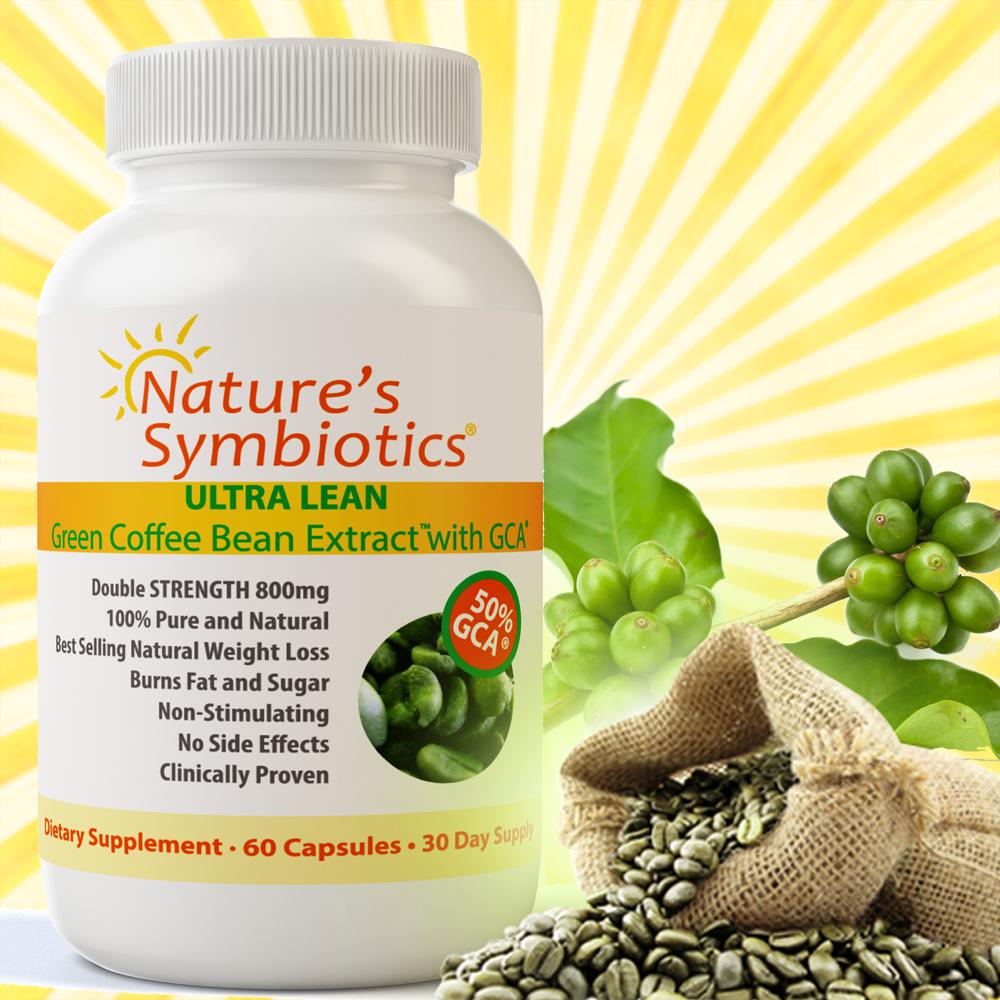 Nature's
Symbiotics®
ULTRA LEAN
Green Coffee Bean Extract™ with GCA®
Double STRENGTH 800mg
100% Pure and Natural
Best Selling Natural Weight Loss
Burns Fat and Sugar
Non-Stimulating
No Side Effects
Clinically Proven
50%
GCA®
Dietary Supplement · 60 Capsules • 30 Day Supply